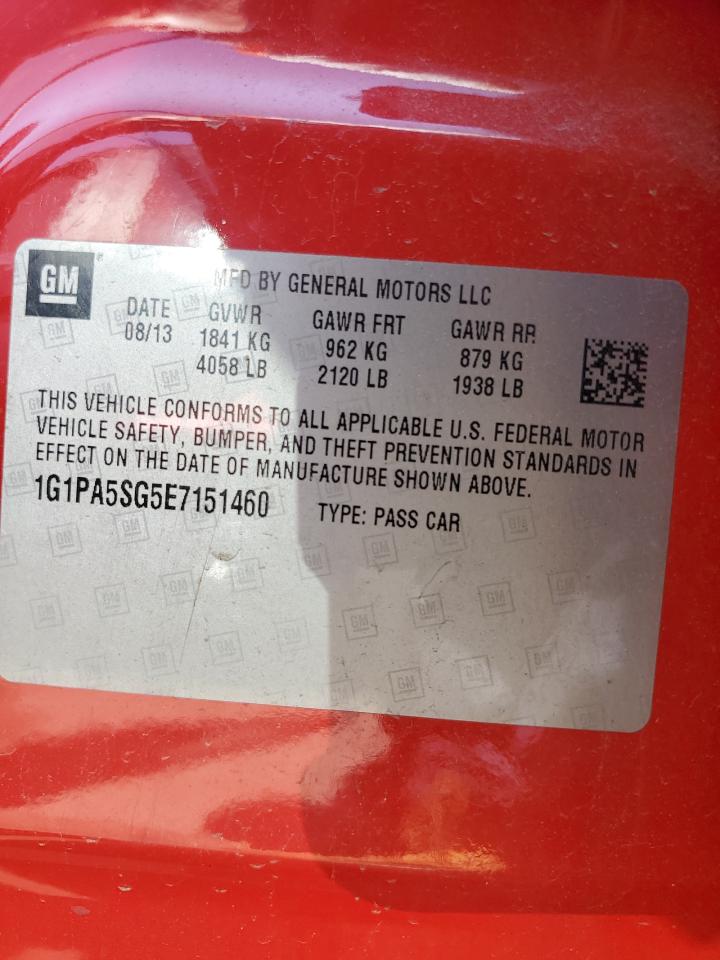 GM
MFD BY GENERAL MOTORS LLC
DATE GVWR GAWR FRT GAWR RR
08/13 1841 KG 962 KG 879 KG
4058 LB 2120 LB 1938 LB
THIS VEHICLE CONFORMS TO ALL APPLICABLE U.S. FEDERAL MOTOR
VEHICLE SAFETY, BUMPER, AND THEFT PREVENTION STANDARDS IN
EFFECT ON THE DATE OF MANUFACTURE SHOWN ABOVE.
1G1PA5SG5E7151460 TYPE: PASS CAR